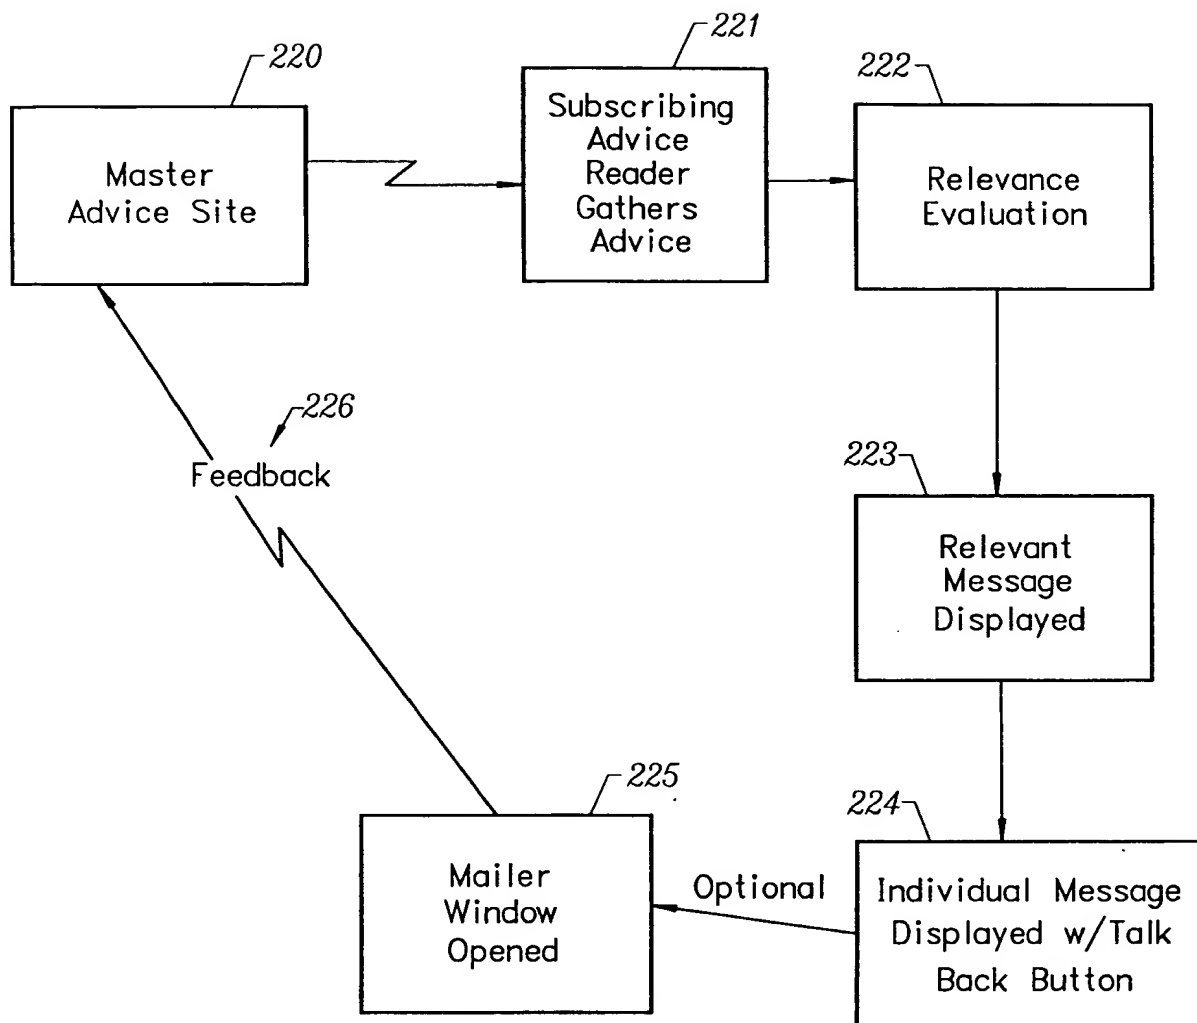 220
Master
Advice Site
221
Subscribing
Advice
Reader
Gathers
Advice
222
Relevance
Evaluation
223
Relevant
Message
Displayed
224
Individual Message
Displayed w/Talk
Back Button
Optional
225
Mailer
Window
Opened
226
Feedback